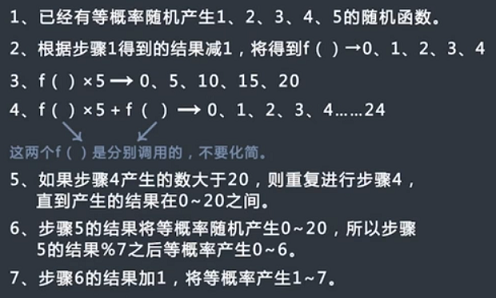 1、已经有等概率随机产生1、2、3、4、5的随机函数。
2、根据步骤1得到的结果减1，将得到f（ ）→0、1、2、3、4
3、f（ ）×5 → 0、5、10、15、20
4、f（ ）×5 + f（ ） → 0、1、2、3、4……24
这两个f（ ）是分别调用的，不要化简。
5、如果步骤4产生的数大于20，则重复进行步骤4，
直到产生的结果在0~20之间。
6、步骤5的结果将等概率随机产生0~20，所以步骤
5的结果%7之后等概率产生0~6。
7、步骤6的结果加1，将等概率产生1~7。